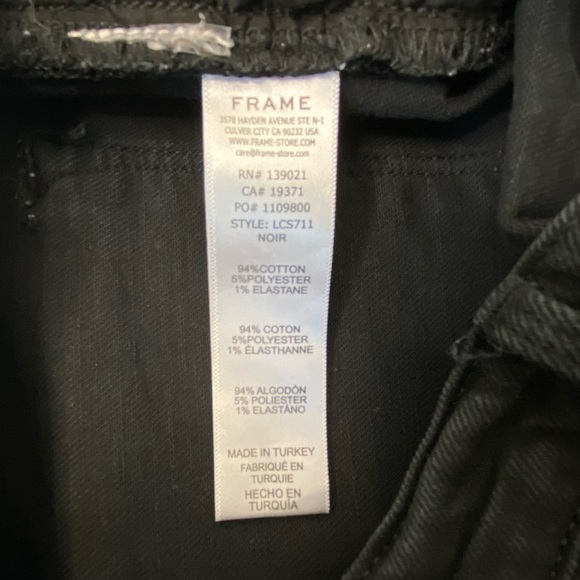 FRAME
3578 HAYDEN AVENUE STE N-1
CULVER CITY CA 90232 USA
WWW.FRAME-STORE.COM
care@frame-store.com
RN# 139021
CA# 19371
PO# 1109800
STYLE: LCS711
NOIR
94%COTTON
5%POLYESTER
1% ELASTANE
94% COTON
5%POLYESTER
1% ÉLASTHANNE
94% ALGODÓN
5% POLIESTER
1% ELASTÁNO
MADE IN TURKEY
FABRIQUÉ EN
TURQUIE
HECHO EN
TURQUÍA